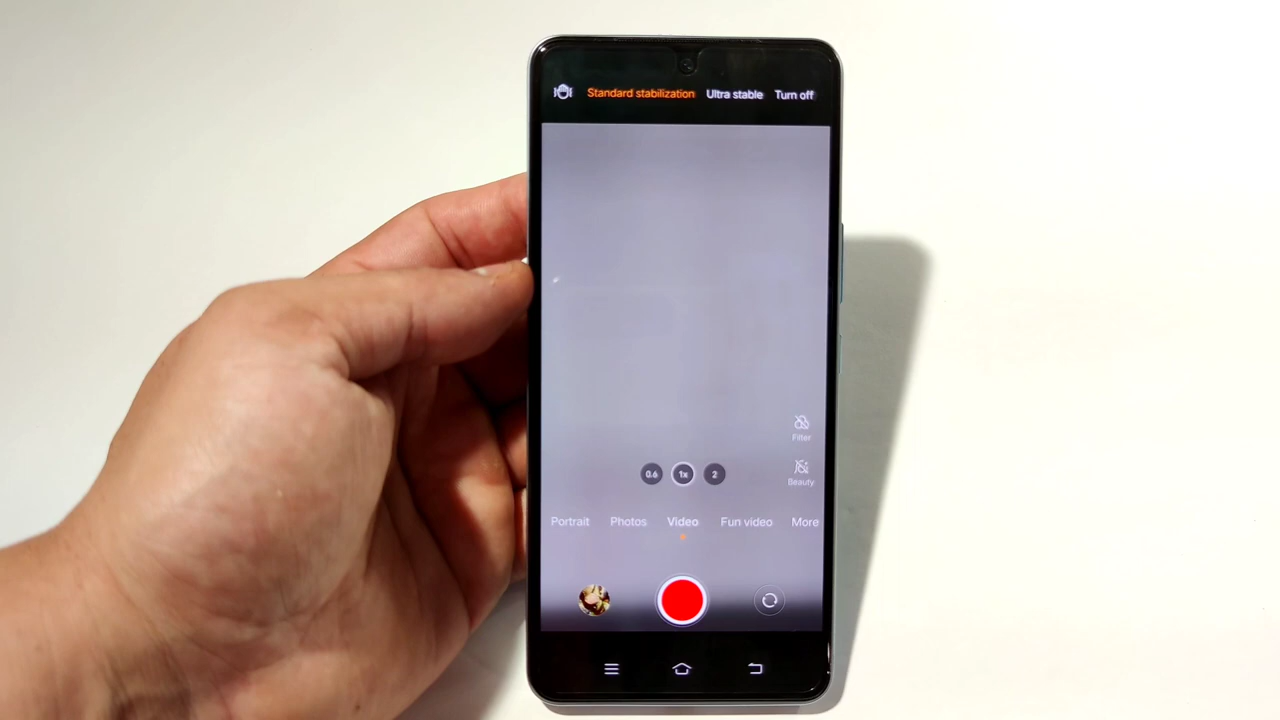 Standard stabilization Ultra stable Turn off
Filter
0.6 1x 2
Beauty
Portrait Photos Video Fun video More